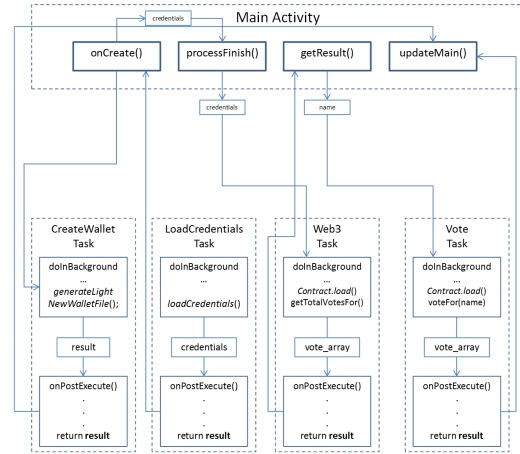 Main Activity
credentials
onCreate()
processFinish()
getResult()
updateMain()
credentials
name
CreateWallet
Task
doInBackground
...
generateLight
NewWalletFile();
result
onPostExecute()
.
.
.
return result
LoadCredentials
Task
doInBackground
...
loadCredentials()
credentials
onPostExecute()
.
.
.
return result
Web3
Task
doInBackground
...
Contract.load()
getTotalVotesFor()
vote_array
onPostExecute()
.
.
.
return result
Vote
Task
doInBackground
...
Contract.load()
voteFor(name)
vote_array
onPostExecute()
.
.
.
return result